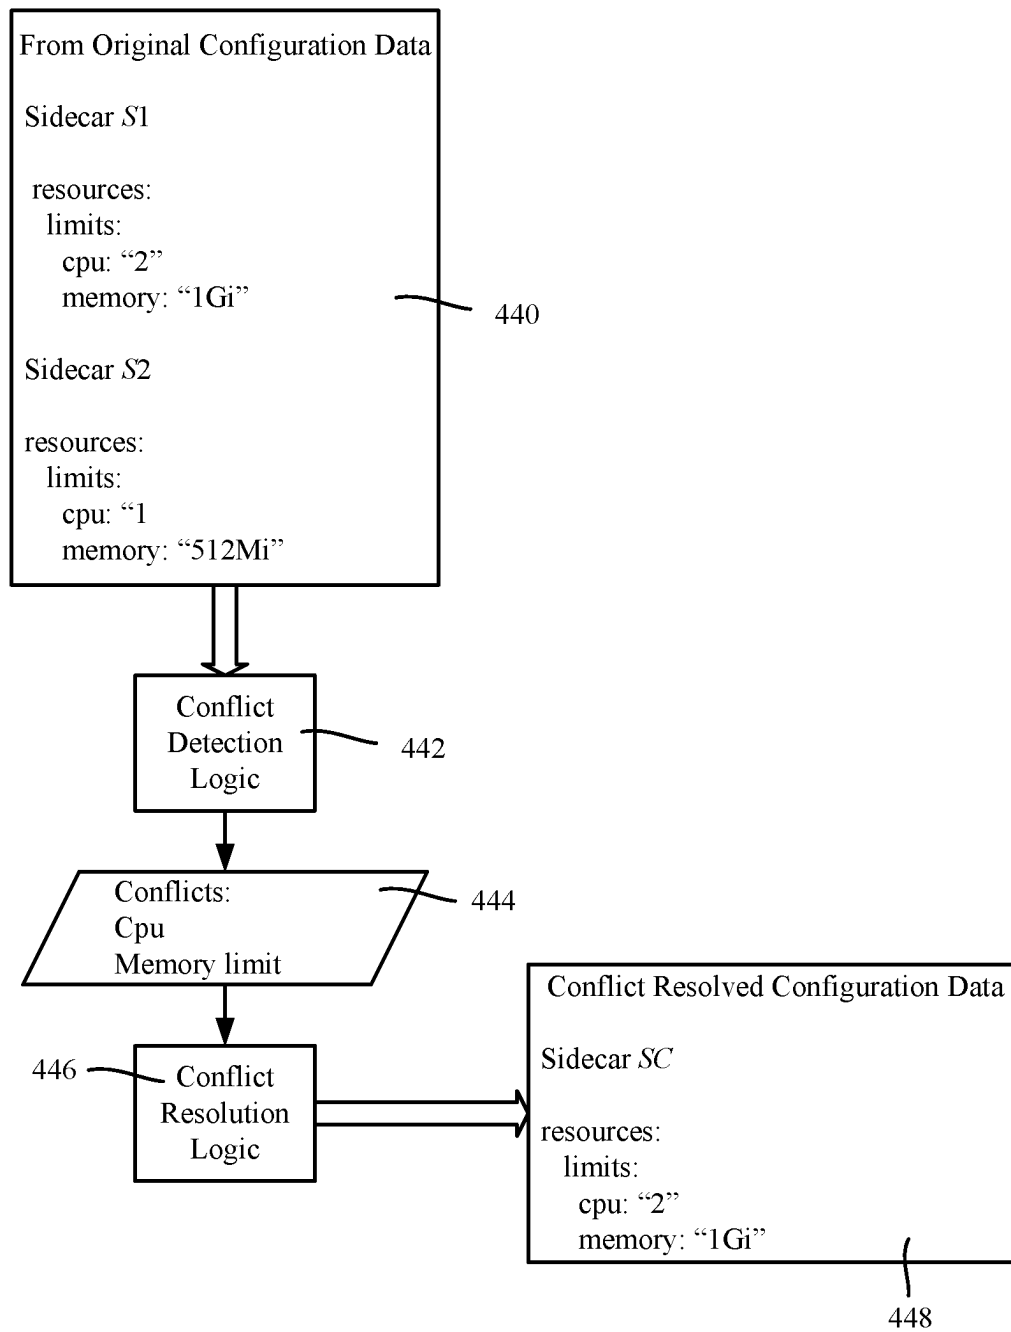 From Original Configuration Data
Sidecar S1
resources:
limits:
cpu: “2”
memory: “1Gi”
440
Sidecar S2
resources:
limits:
cpu: “1
memory: “512Mi”
Conflict
Detection
Logic
442
Conflicts:
Cpu
Memory limit
444
446
Conflict
Resolution
Logic
Conflict Resolved Configuration Data
Sidecar SC
resources:
limits:
cpu: “2”
memory: “1Gi”
448